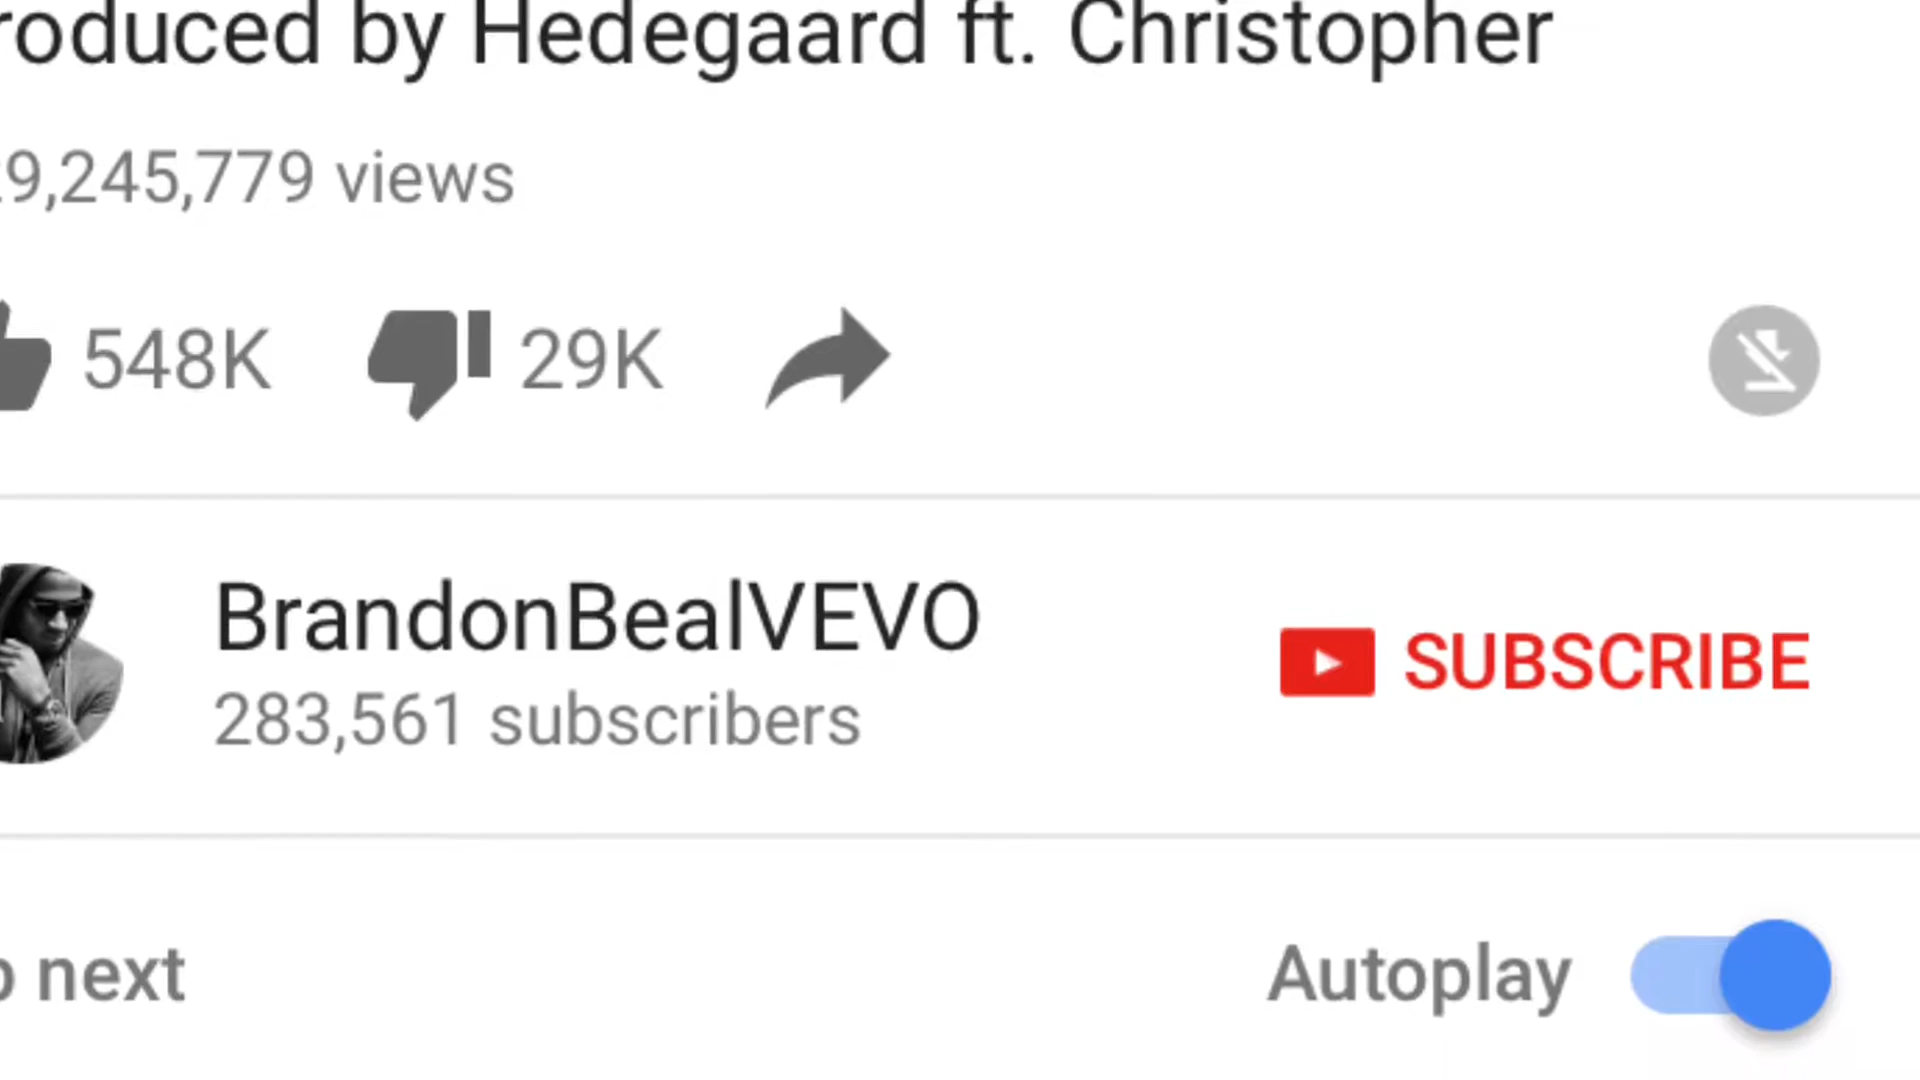 roduced by Hedegaard ft. Christopher
9,245,779 views
548K 29K
BrandonBealVEVO
SUBSCRIBE
283,561 subscribers
next
Autoplay